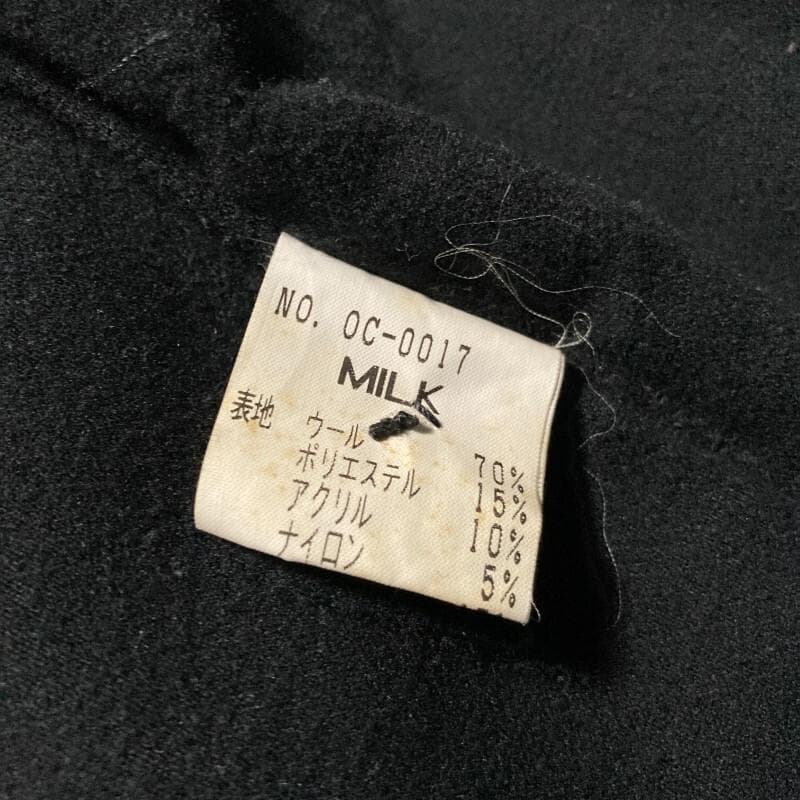 NO. OC-0017
MILK
表地 ウール 70%
ポリエステル 15%
アクリル 10%
ナイロン 5%